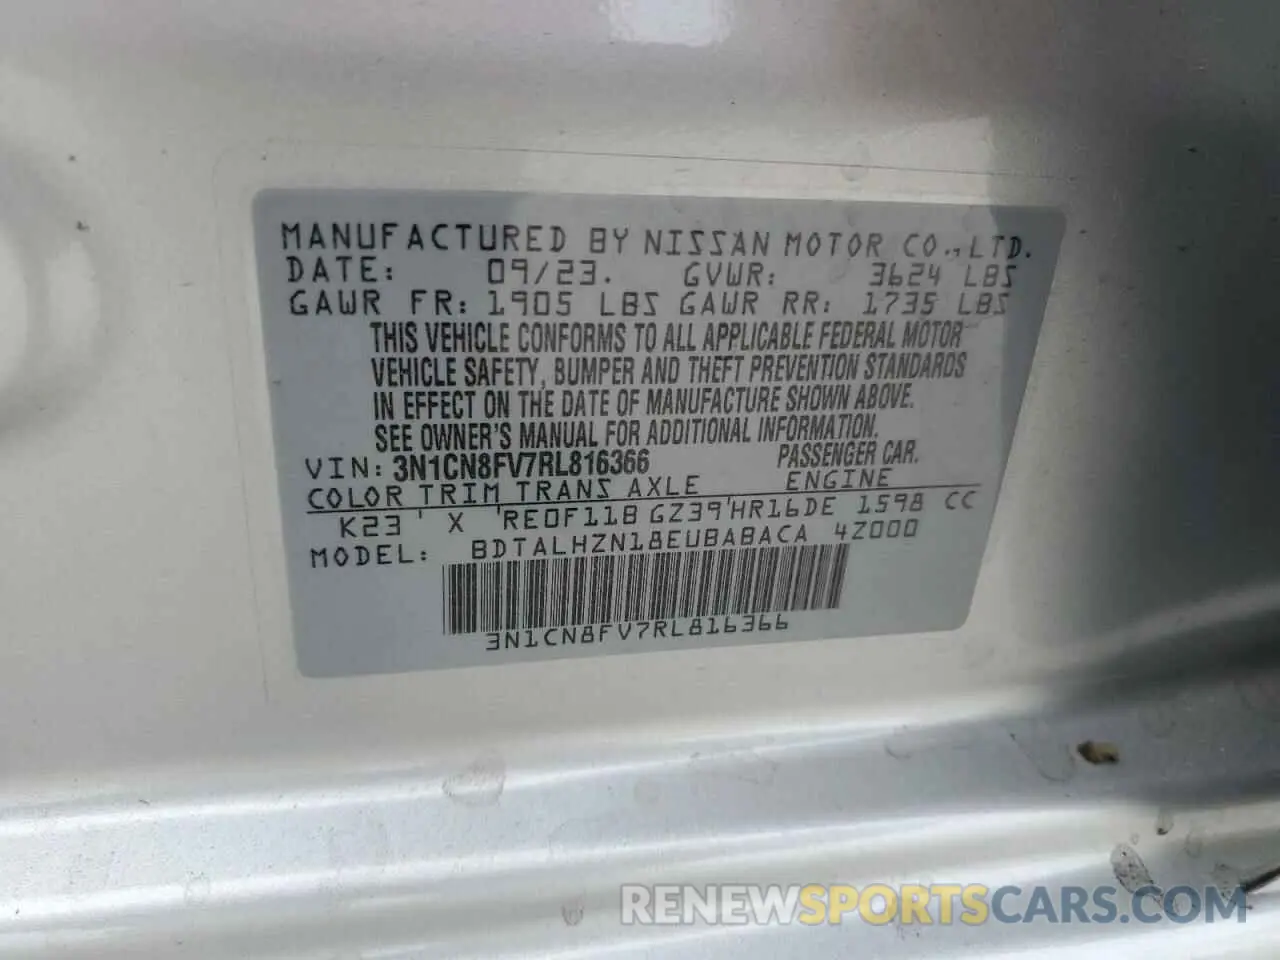 MANUFACTURED BY NISSAN MOTOR CO.,LTD.
DATE: 09/23. GVWR: 3624 LBS
GAWR FR: 1905 LBS GAWR RR: 1735 LBS
THIS VEHICLE CONFORMS TO ALL APPLICABLE FEDERAL MOTOR
VEHICLE SAFETY, BUMPER AND THEFT PREVENTION STANDARDS
IN EFFECT ON THE DATE OF MANUFACTURE SHOWN ABOVE.
SEE OWNER'S MANUAL FOR ADDITIONAL INFORMATION.
VIN: 3N1CN8FV7RL816366 PASSENGER CAR.
COLOR TRIM TRANS AXLE ENGINE
K23 ' X 'RE0F11B GZ39'HR16DE 1598 CC
MODEL: BDTALHZN18EUBABACA 4Z000
3N1CN8FV7RL816366
RENEWSPORTSCARS.COM